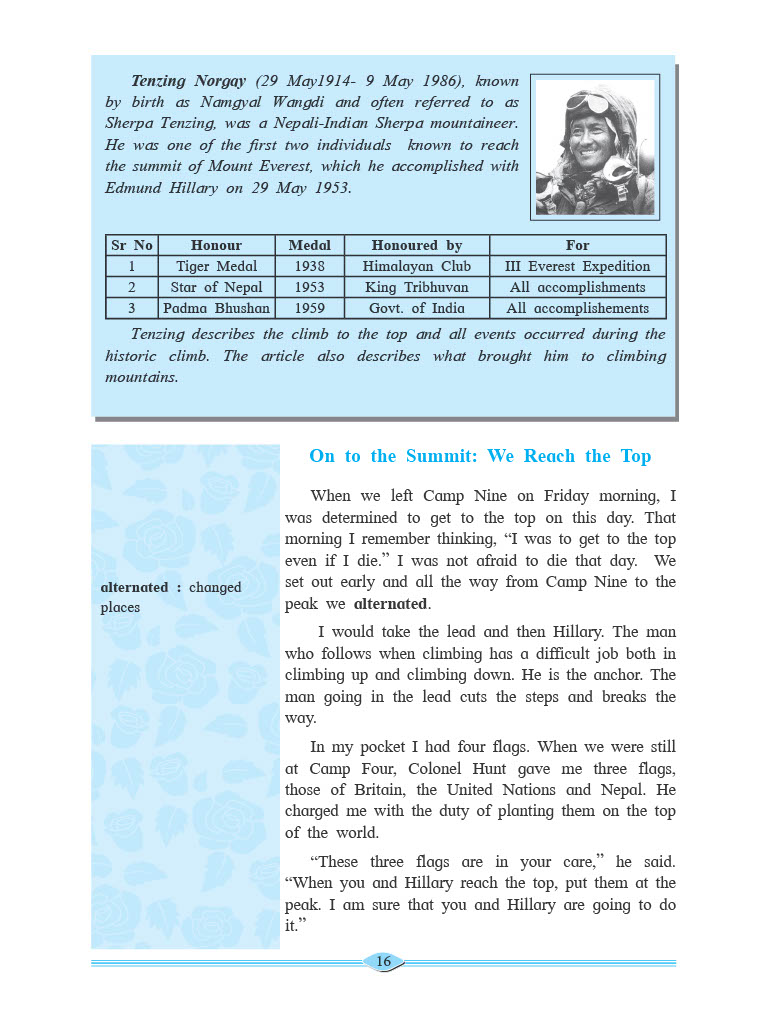 Tenzing Norgay (29 May1914- 9 May 1986), known
by birth as Namgyal Wangdi and often referred to as
Sherpa Tenzing, was a Nepali-Indian Sherpa mountaineer.
He was one of the first two individuals known to reach
the summit of Mount Everest, which he accomplished with
Edmund Hillary on 29 May 1953.
Sr No Honour Medal Honoured by For
1 Tiger Medal 1938 Himalayan Club III Everest Expedition
2 Star of Nepal 1953 King Tribhuvan All accomplishments
3 Padma Bhushan 1959 Govt. of India All accomplishements
Tenzing describes the climb to the top and all events occurred during the
historic climb. The article also describes what brought him to climbing
mountains.
On to the Summit: We Reach the Top
When we left Camp Nine on Friday morning, I
was determined to get to the top on this day. That
morning I remember thinking, “I was to get to the top
even if I die.” I was not afraid to die that day. We
set out early and all the way from Camp Nine to the
peak we alternated.
alternated : changed
places
I would take the lead and then Hillary. The man
who follows when climbing has a difficult job both in
climbing up and climbing down. He is the anchor. The
man going in the lead cuts the steps and breaks the
way.
In my pocket I had four flags. When we were still
at Camp Four, Colonel Hunt gave me three flags,
those of Britain, the United Nations and Nepal. He
charged me with the duty of planting them on the top
of the world.
“These three flags are in your care,” he said.
“When you and Hillary reach the top, put them at the
peak. I am sure that you and Hillary are going to do
it.”
16